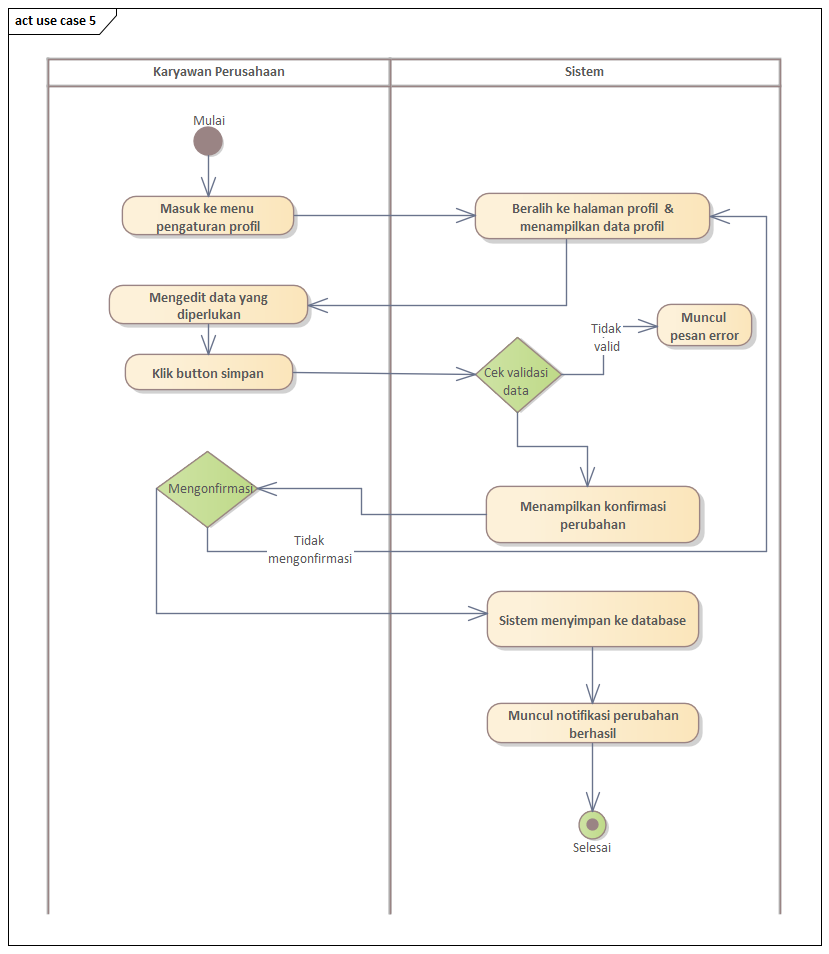 act use case 5
Karyawan Perusahaan
Sistem
Mulai
Masuk ke menu
pengaturan profil
Beralih ke halaman profil &
menampilkan data profil
Mengedit data yang
diperlukan
Muncul
pesan error
Tidak
valid
Klik button simpan
Cek validasi
data
Mengonfirmasi
Menampilkan konfirmasi
perubahan
Tidak
mengonfirmasi
Sistem menyimpan ke database
Muncul notifikasi perubahan
berhasil
Selesai